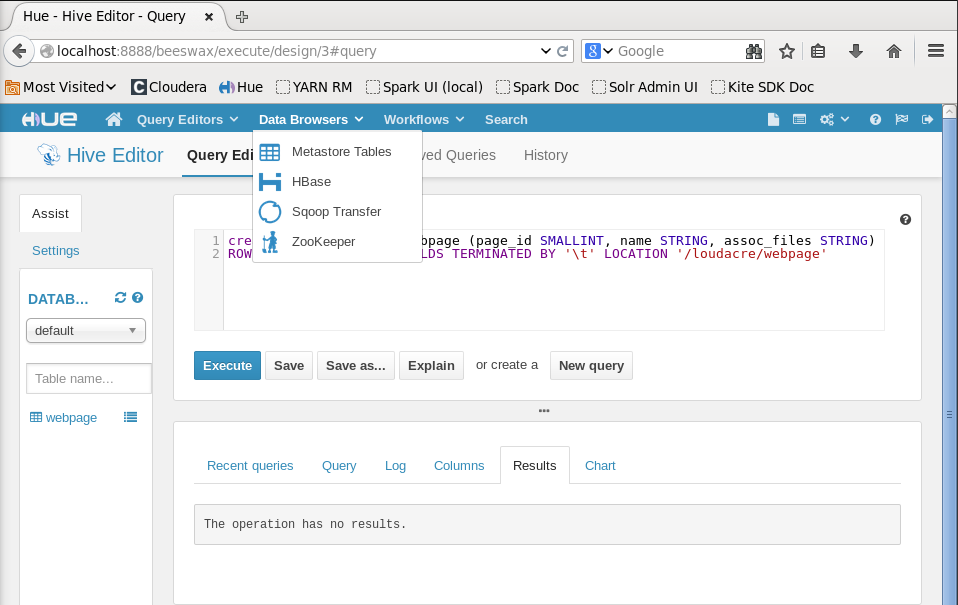 Hue - Hive Editor - Query
localhost:8888/beeswax/execute/design/3#query
Google
Most Visited
Cloudera
Hue
YARN RM
Spark UI (local)
Spark Doc
Solr Admin UI
Kite SDK Doc
HUE
Query Editors
Data Browsers
Workflows
Search
Hive Editor
Query Edi
ved Queries
History
Metastore Tables
HBase
Sqoop Transfer
ZooKeeper
Assist
Settings
DATAB...
default
Table name...
webpage
1 cre bpage (page_id SMALLINT, name STRING, assoc_files STRING)
2 ROW LDS TERMINATED BY '\t' LOCATION '/loudacre/webpage'
Execute
Save
Save as...
Explain
or create a
New query
Recent queries
Query
Log
Columns
Results
Chart
The operation has no results.